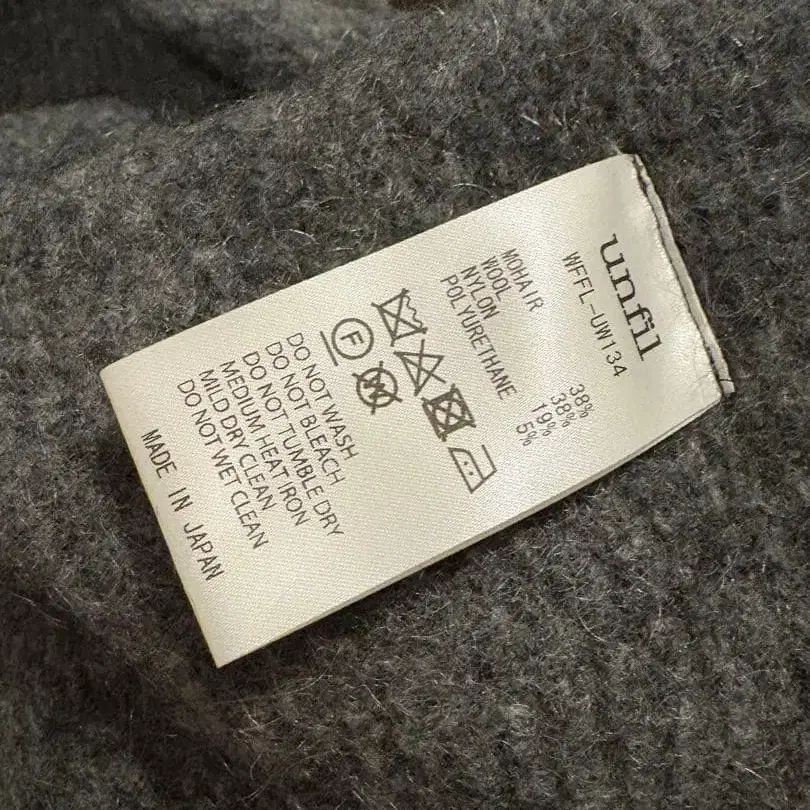 unfil
WFFL-UW134
MOHAIR 38%
WOOL 38%
NYLON 19%
POLYURETHANE 5%
F
W
DO NOT WASH
DO NOT BLEACH
DO NOT TUMBLE DRY
MEDIUM HEAT IRON
MILD DRY CLEAN
DO NOT WET CLEAN
MADE IN JAPAN